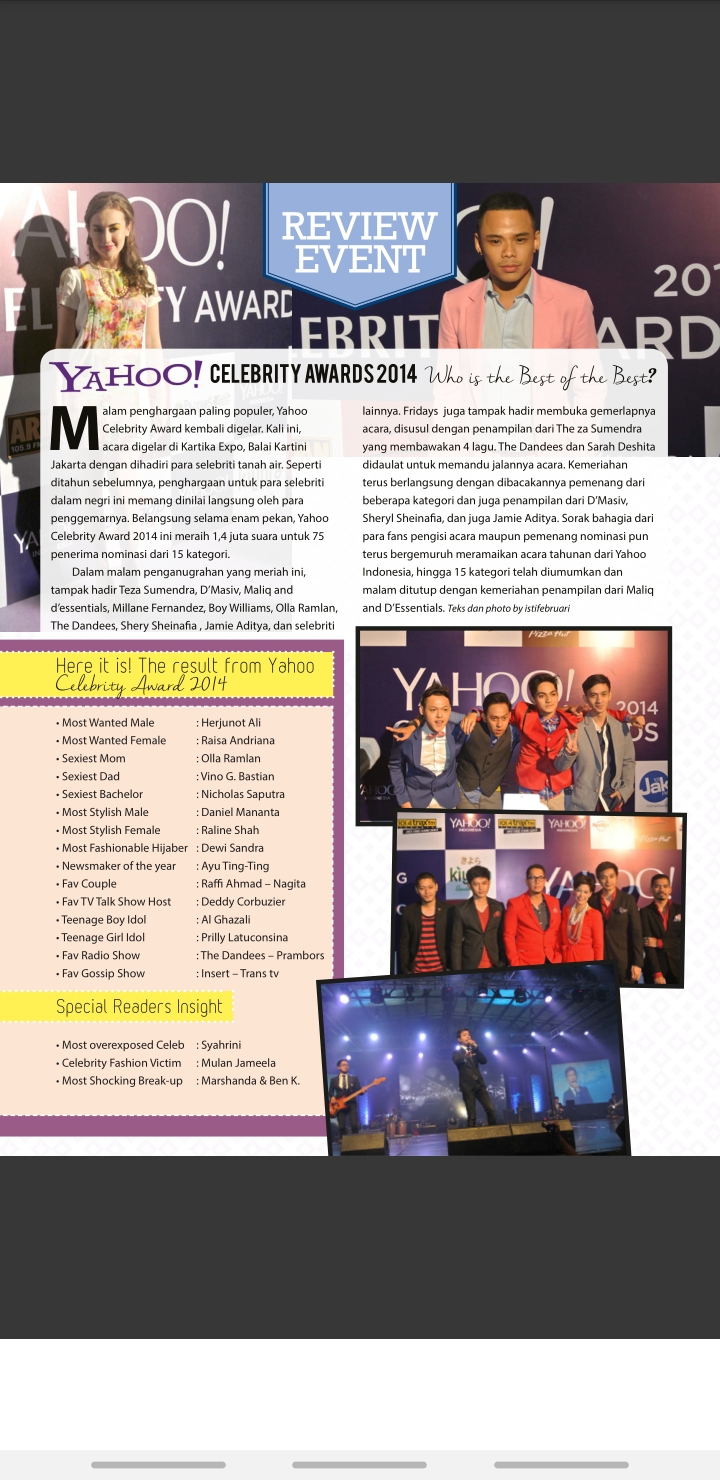 REVIEW
EVENT
YAHOO!
CELEBRITY AWARDS
YAHOO! CELEBRITY AWARDS 2014 Who is the Best of the Best?
Malam penghargaan paling populer, Yahoo
Celebrity Award kembali digelar. Kali ini,
acara digelar di Kartika Expo, Balai Kartini
Jakarta dengan dihadiri para selebriti tanah air. Seperti
ditahun sebelumnya, penghargaan untuk para selebriti
dalam negri ini memang dinilai langsung oleh para
penggemarnya. Belangsung selama enam pekan, Yahoo
Celebrity Award 2014 ini meraih 1,4 juta suara untuk 75
penerima nominasi dari 15 kategori.
Dalam malam penganugrahan yang meriah ini,
tampak hadir Teza Sumendra, D’Masiv, Maliq and
d’essentials, Millane Fernandez, Boy Williams, Olla Ramlan,
The Dandees, Shery Sheinafia , Jamie Aditya, dan selebriti
lainnya. Fridays juga tampak hadir membuka gemerlapnya
acara, disusul dengan penampilan dari The za Sumendra
yang membawakan 4 lagu. The Dandees dan Sarah Deshita
didaulat untuk memandu jalannya acara. Kemeriahan
terus berlangsung dengan dibacakannya pemenang dari
beberapa kategori dan juga penampilan dari D’Masiv,
Sheryl Sheinafia, dan juga Jamie Aditya. Sorak bahagia dari
para fans pengisi acara maupun pemenang nominasi pun
terus bergemuruh meramaikan acara tahunan dari Yahoo
Indonesia, hingga 15 kategori telah diumumkan dan
malam ditutup dengan kemeriahan penampilan dari Maliq
and D’Essentials. Teks dan photo by istifebruari
Here it is! The result from Yahoo
Celebrity Award 2014
• Most Wanted Male : Herjunot Ali
• Most Wanted Female : Raisa Andriana
• Sexiest Mom : Olla Ramlan
• Sexiest Dad : Vino G. Bastian
• Sexiest Bachelor : Nicholas Saputra
• Most Stylish Male : Daniel Mananta
• Most Stylish Female : Raline Shah
• Most Fashionable Hijaber : Dewi Sandra
• Newsmaker of the year : Ayu Ting-Ting
• Fav Couple : Raffi Ahmad – Nagita
• Fav TV Talk Show Host : Deddy Corbuzier
• Teenage Boy Idol : Al Ghazali
• Teenage Girl Idol : Prilly Latuconsina
• Fav Radio Show : The Dandees – Prambors
• Fav Gossip Show : Insert – Trans tv
Special Readers Insight
• Most overexposed Celeb : Syahrini
• Celebrity Fashion Victim : Mulan Jameela
• Most Shocking Break-up : Marshanda & Ben K.
Pizza Hut
YAHOO!
2014
Jak
YAHOO!
YAHOO!
YAHOO!